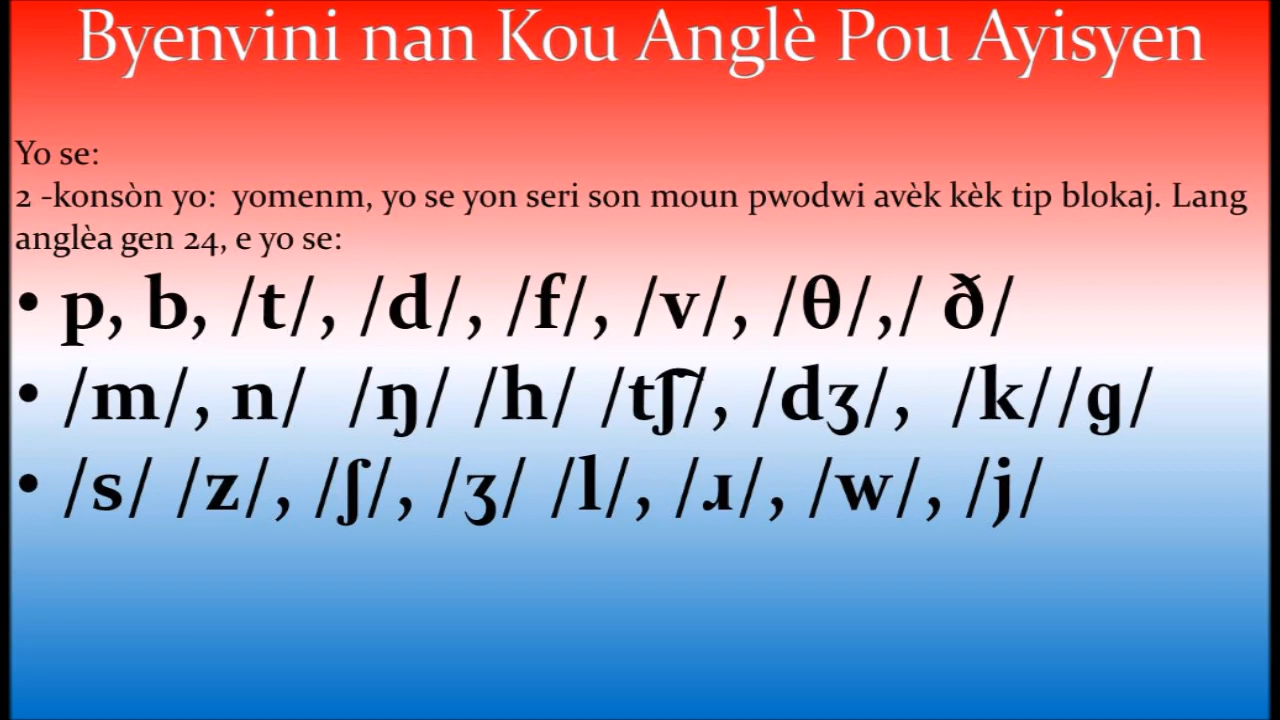 Byenvini nan Kou Anglè Pou Ayisyen
Yo se:
2 -konsòn yo:  yomenm, yo se yon seri son moun pwodwi avèk kèk tip blokaj. Lang
anglèa gen 24, e yo se:
• p, b, /t/, /d/, /f/, /v/, /θ/,/ ð/
• /m/, n/  /ŋ/ /h/ /tʃ͡/, /dʒ/,  /k//g/
• /s/ /z/, /ʃ/, /ʒ/ /l/, /ɹ/, /w/, /j/